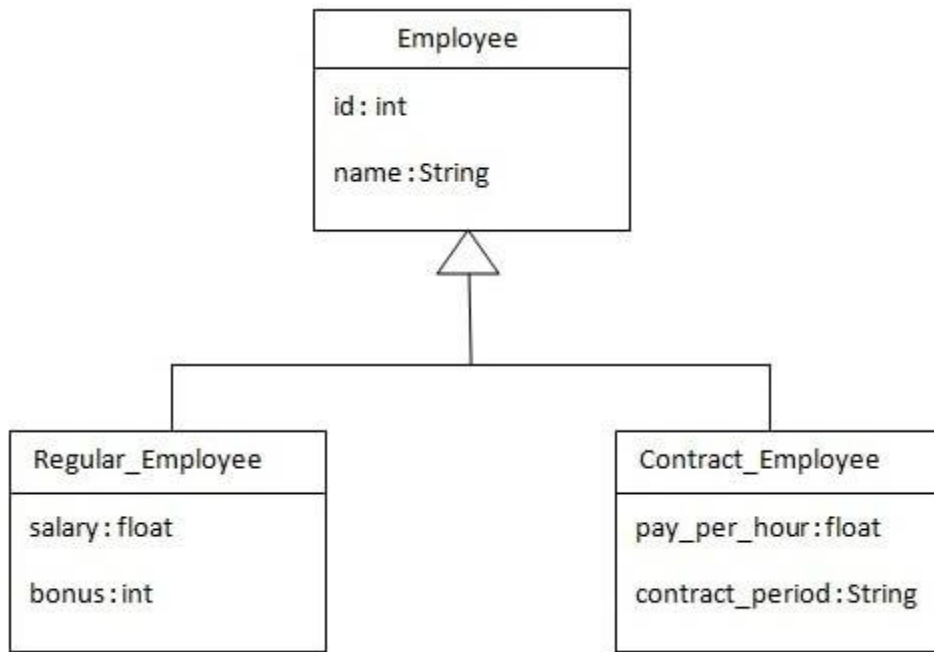 Employee
id : int
name : String
Regular_Employee
salary : float
bonus : int
Contract_Employee
pay_per_hour : float
contract_period : String